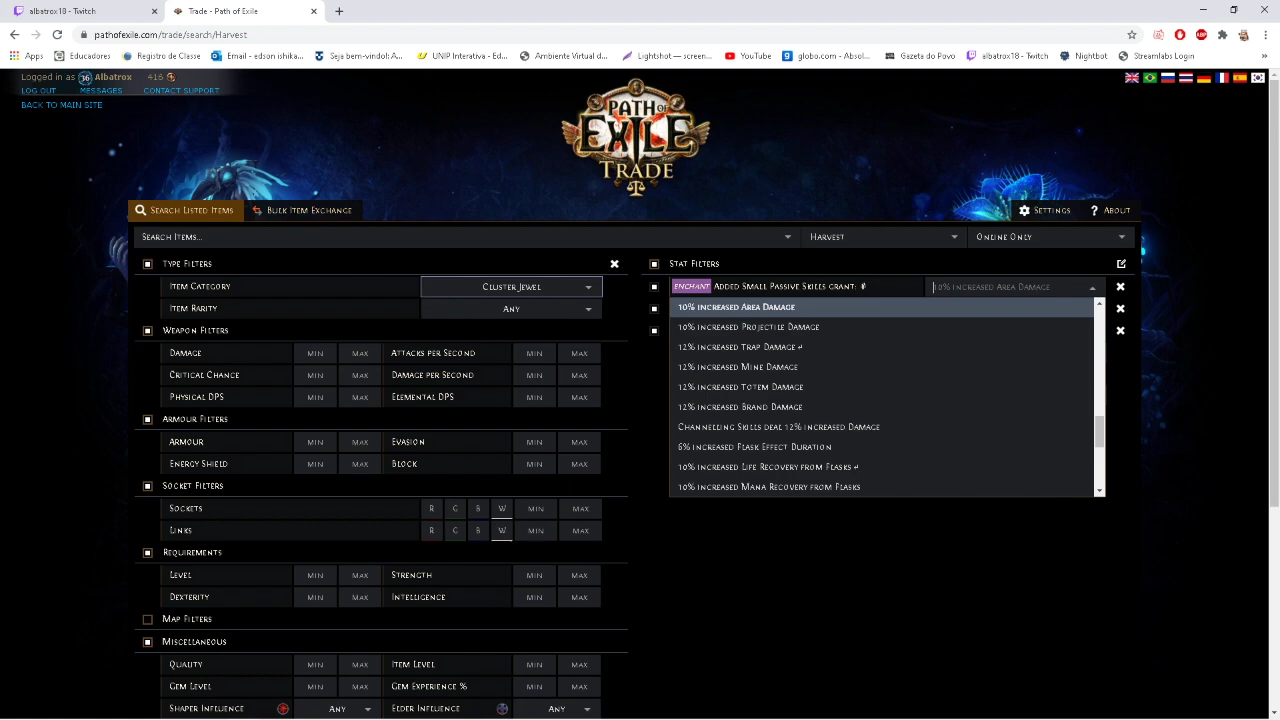 albatrox18 - Twitch
Trade - Path of Exile
pathofexile.com/trade/search/Harvest
Apps Educadores Registro de Classe Email - edson ishika... Seja bem-vindo!: A... UNIP Interativa - C... Ambiente Virtual d... Lightshot — screen... YouTube globo.com - Absol... Gazeta do Povo albatrox18 - Twitch Nightbot Streamlabs Login »
Logged in as 36 Albatrox 416
LOG OUT MESSAGES CONTACT SUPPORT
BACK TO MAIN SITE
PATH OF
EXILE
TRADE
Search Listed Items Bulk Item Exchange Settings ? About
Search Items... Harvest Online Only
Type Filters Stat Filters
Item Category Cluster Jewel enchant Added Small Passive Skills grant: # 10% increased Area Damage
Item Rarity Any 10% increased Area Damage
Weapon Filters 10% increased Projectile Damage
Damage MIN MAX Attacks per Second MIN MAX 12% increased Trap Damage ↵
Critical Chance MIN MAX Damage per Second MIN MAX 12% increased Mine Damage
Physical DPS MIN MAX Elemental DPS MIN MAX 12% increased Totem Damage
Armour Filters 12% increased Brand Damage
Armour MIN MAX Evasion MIN MAX Channelling Skills deal 12% increased Damage
Energy Shield MIN MAX Block MIN MAX 6% increased Flask Effect Duration
10% increased Life Recovery from Flasks ↵
Socket Filters 10% increased Mana Recovery from Flasks
Sockets R G B W MIN MAX
Links R G B W MIN MAX
Requirements
Level MIN MAX Strength MIN MAX
Dexterity MIN MAX Intelligence MIN MAX
Map Filters
Miscellaneous
Quality MIN MAX Item Level MIN MAX
Gem Level MIN MAX Gem Experience % MIN MAX
Shaper Influence Any Elder Influence Any